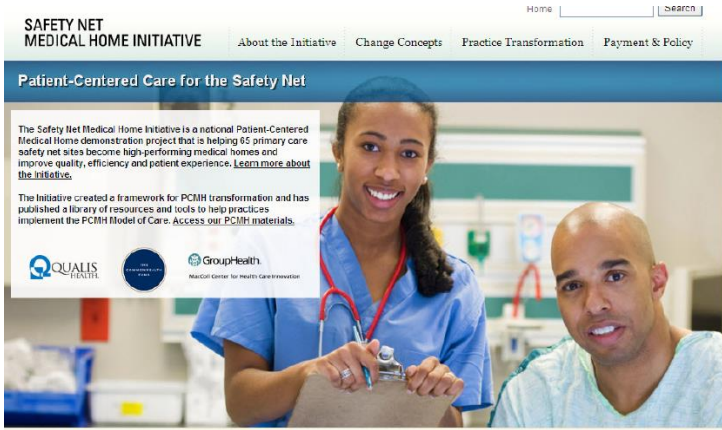 Home
Search
SAFETY NET
MEDICAL HOME INITIATIVE
About the Initiative
Change Concepts
Practice Transformation
Payment & Policy
Patient-Centered Care for the Safety Net
The Safety Net Medical Home Initiative is a national Patient-Centered
Medical Home demonstration project that is helping 65 primary care
safety net sites become high-performing medical homes and
improve quality, efficiency and patient experience. Learn more about
the Initiative.
The Initiative created a framework for PCMH transformation and has
published a library of resources and tools to help practices
implement the PCMH Model of Care. Access our PCMH materials.
QUALIS
HEALTH
THE
COMMONWEALTH
FUND
GroupHealth.
MacColl Center for Health Care Innovation